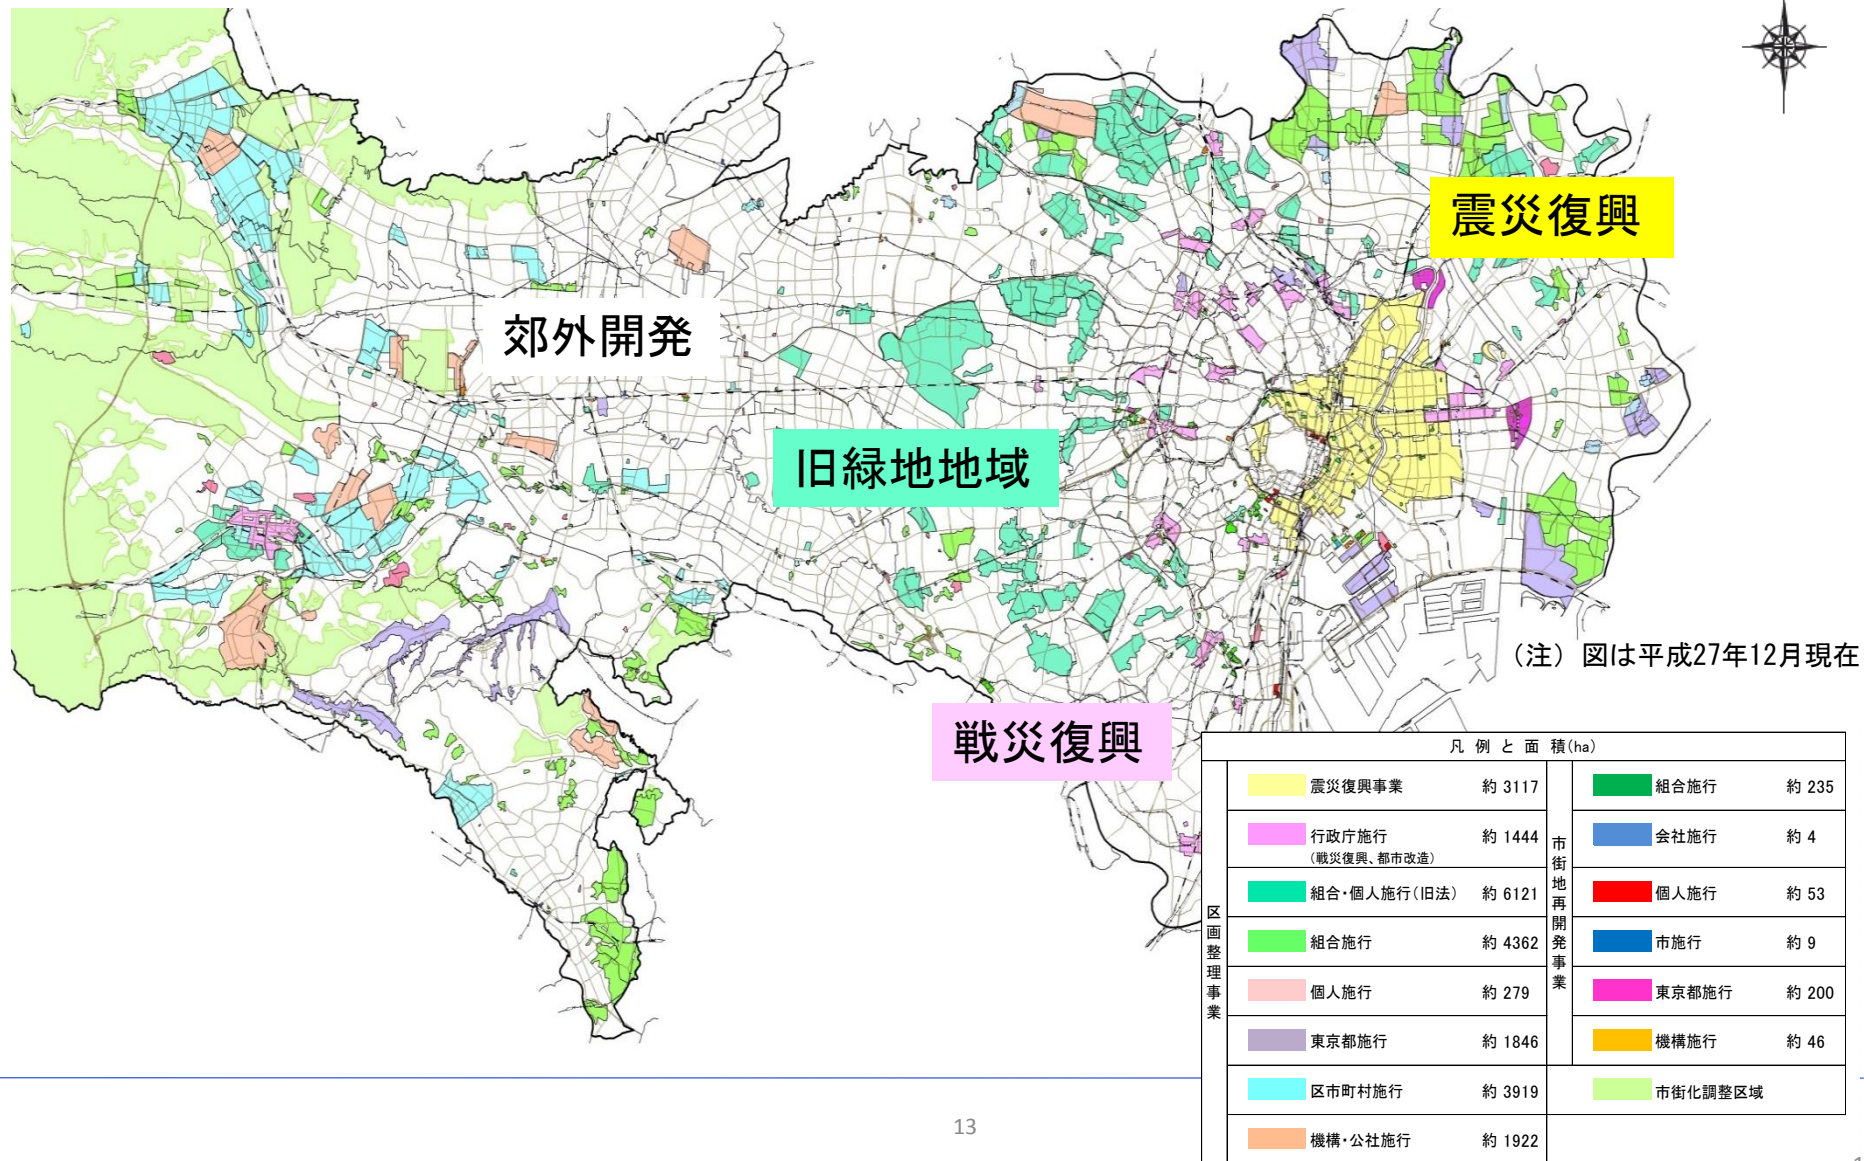 震災復興
郊外開発
旧緑地地域
(注) 図は平成27年12月現在
戦災復興
凡 例 と 面 積(ha)
区画整理事業
震災復興事業 約 3117
行政庁施行 約 1444
(戦災復興、都市改造)
組合・個人施行(旧法) 約 6121
組合施行 約 4362
個人施行 約 279
東京都施行 約 1846
区市町村施行 約 3919
機構・公社施行 約 1922
市街地再開発事業
組合施行 約 235
会社施行 約 4
個人施行 約 53
市施行 約 9
東京都施行 約 200
機構施行 約 46
市街化調整区域
13